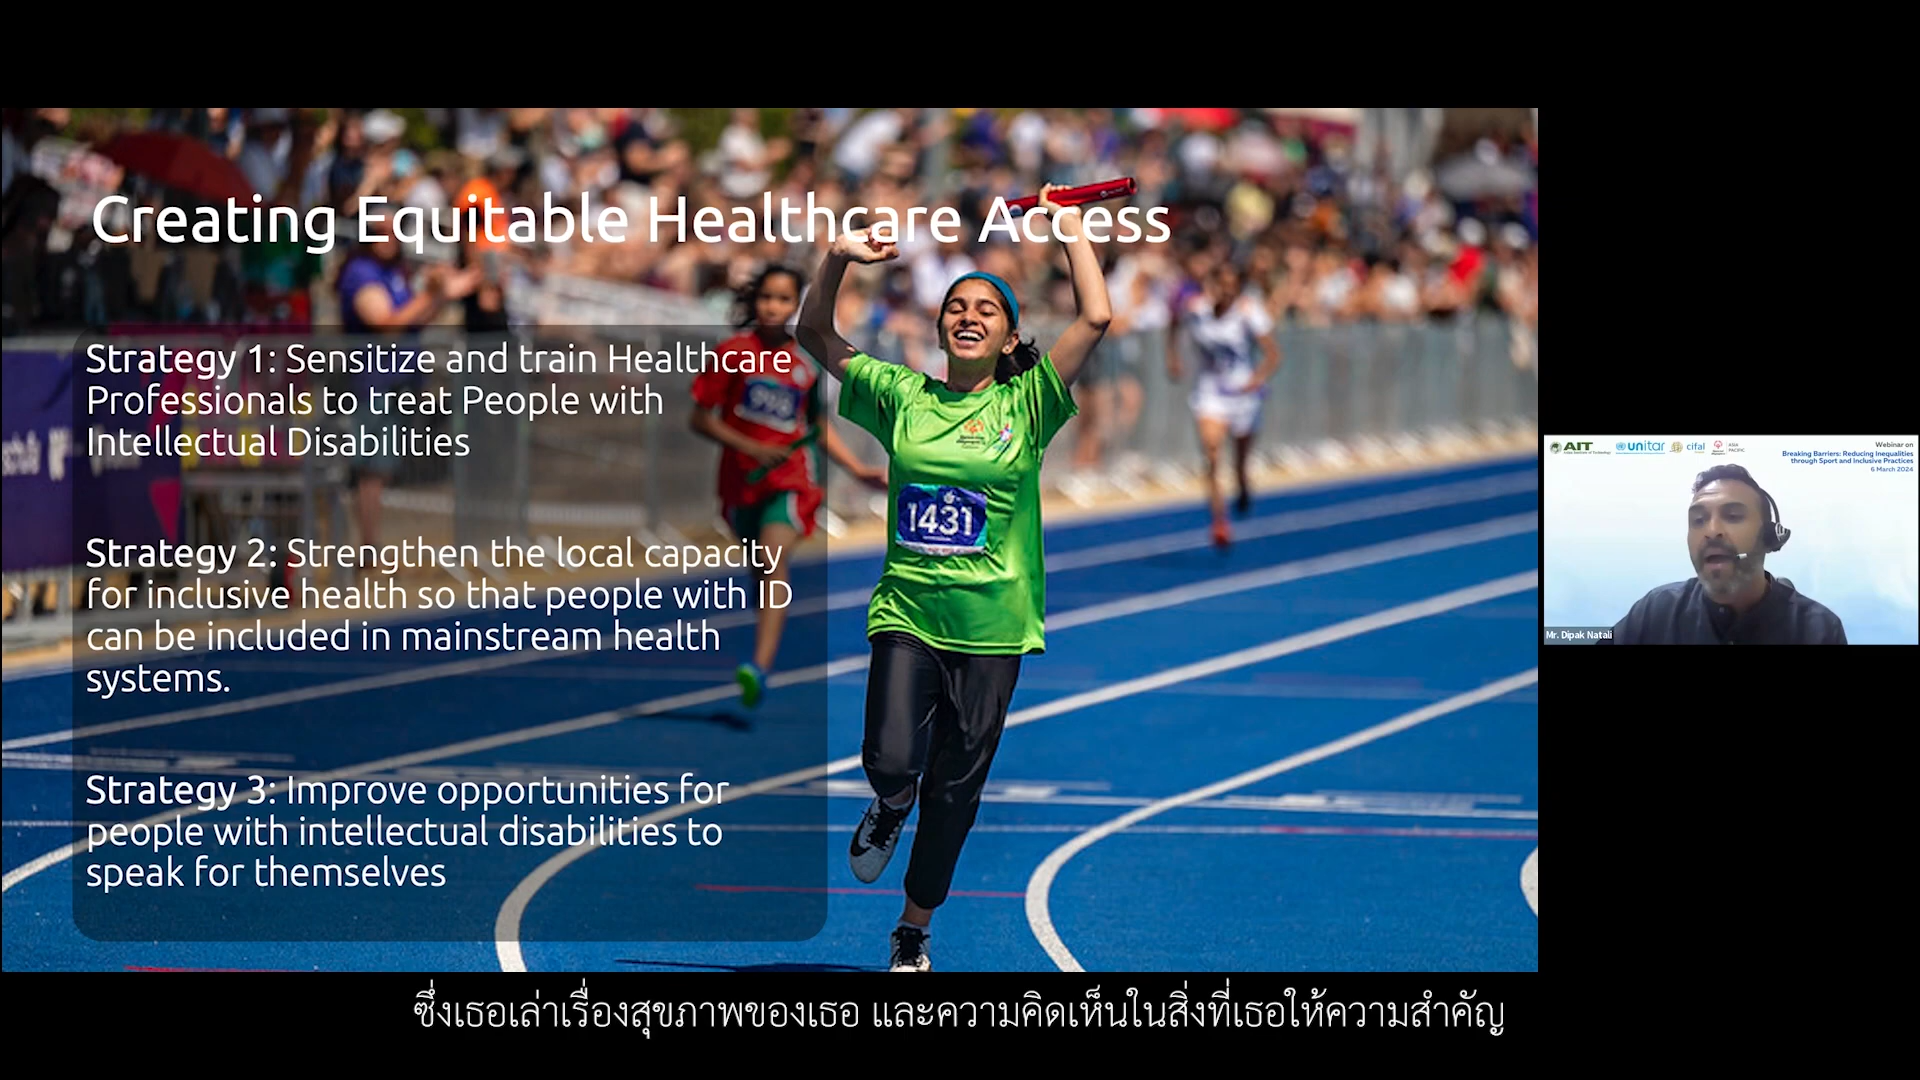 Creating Equitable Healthcare Access
Strategy 1: Sensitize and train Healthcare
Professionals to treat People with
Intellectual Disabilities
Strategy 2: Strengthen the local capacity
for inclusive health so that people with ID
can be included in mainstream health
systems.
Strategy 3: Improve opportunities for
people with intellectual disabilities to
speak for themselves
998
1431
AIT
unitar
cifal
ASIA
PACIFIC
Webinar on
Breaking Barriers: Reducing Inequalities
through Sport and Inclusive Practices
6 March 2024
Mr. Dipak Natali
ซึ่งเธอเล่าเรื่องสุขภาพของเธอ และความคิดเห็นในสิ่งที่เธอให้ความสำคัญ